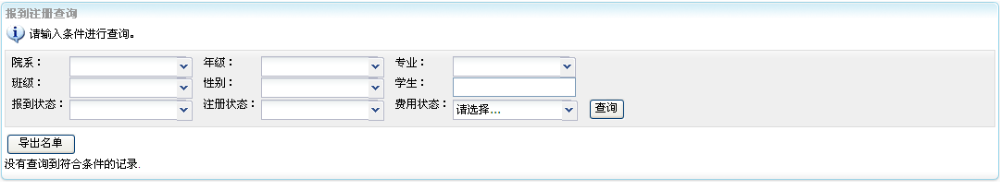 报到注册查询
请输入条件进行查询。
院系： 年级： 专业：
班级： 性别： 学生：
报到状态： 注册状态： 费用状态： 请选择... 查询
导出名单
没有查询到符合条件的记录.